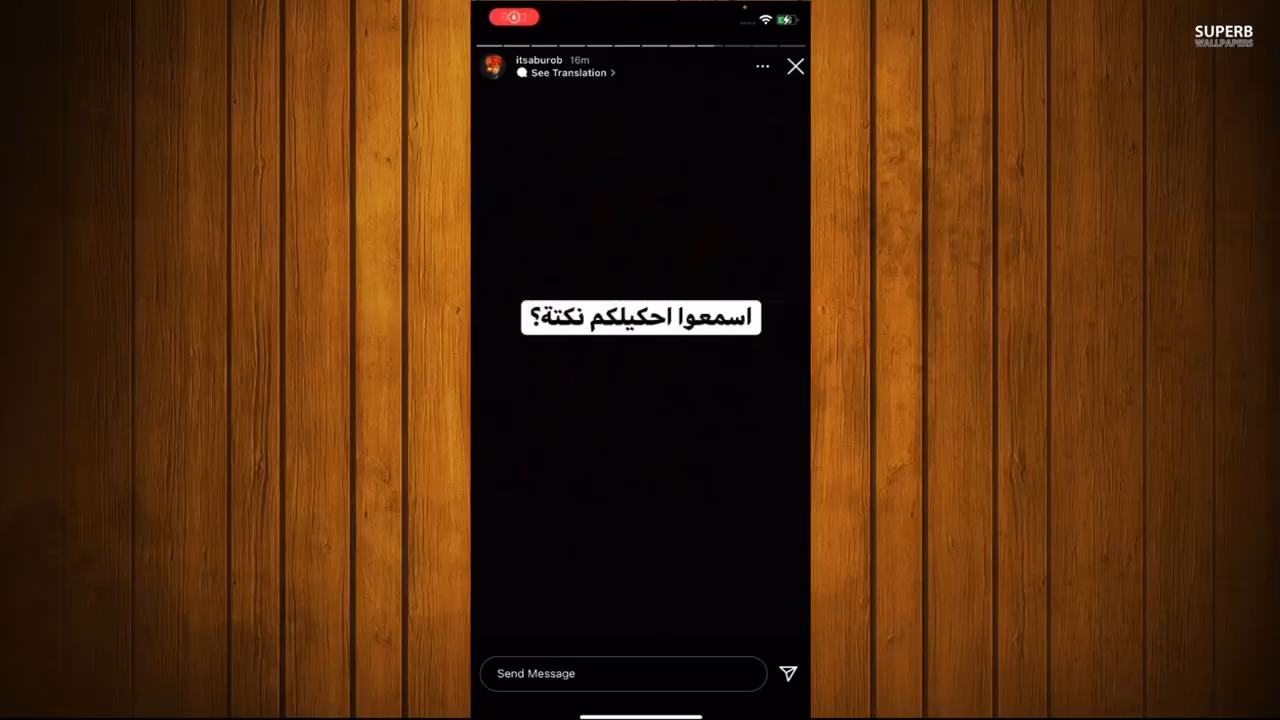 SUPERB
WALLPAPERS
itsaburob 16m
See Translation >
اسمعوا احكيلكم نكتة؟
Send Message